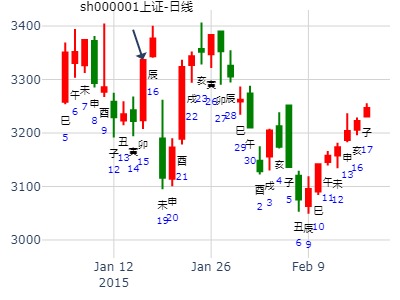 sh000001上证-日线
3400
3300
3200
3100
3000
巳
5
午
6
未
7
申
8
酉
9
子
12
丑
13
寅
14
卯
15
辰
16
未
19
申
20
酉
21
戌
22
亥
23
寅
26
卯
27
辰
28
巳
29
午
30
酉
2
戌
3
亥
4
子
5
丑
6
辰
9
巳
10
午
11
未
12
申
13
亥
16
子
17
Jan 12
2015
Jan 26
Feb 9